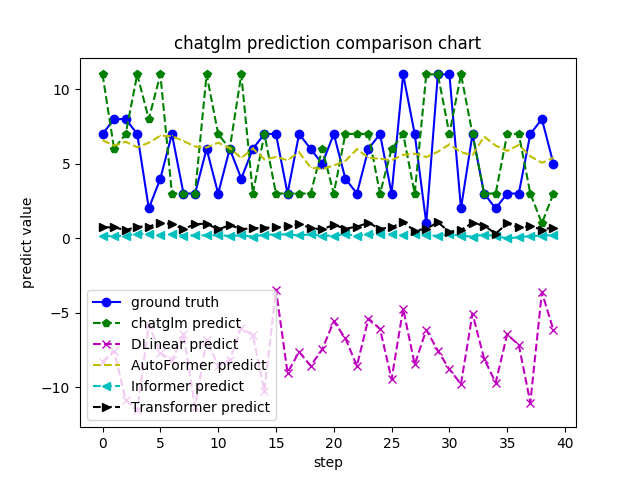 chatglm prediction comparison chart
predict value
10
5
0
−5
−10
ground truth
chatglm predict
DLinear predict
AutoFormer predict
Informer predict
Transformer predict
0 5 10 15 20 25 30 35 40
step